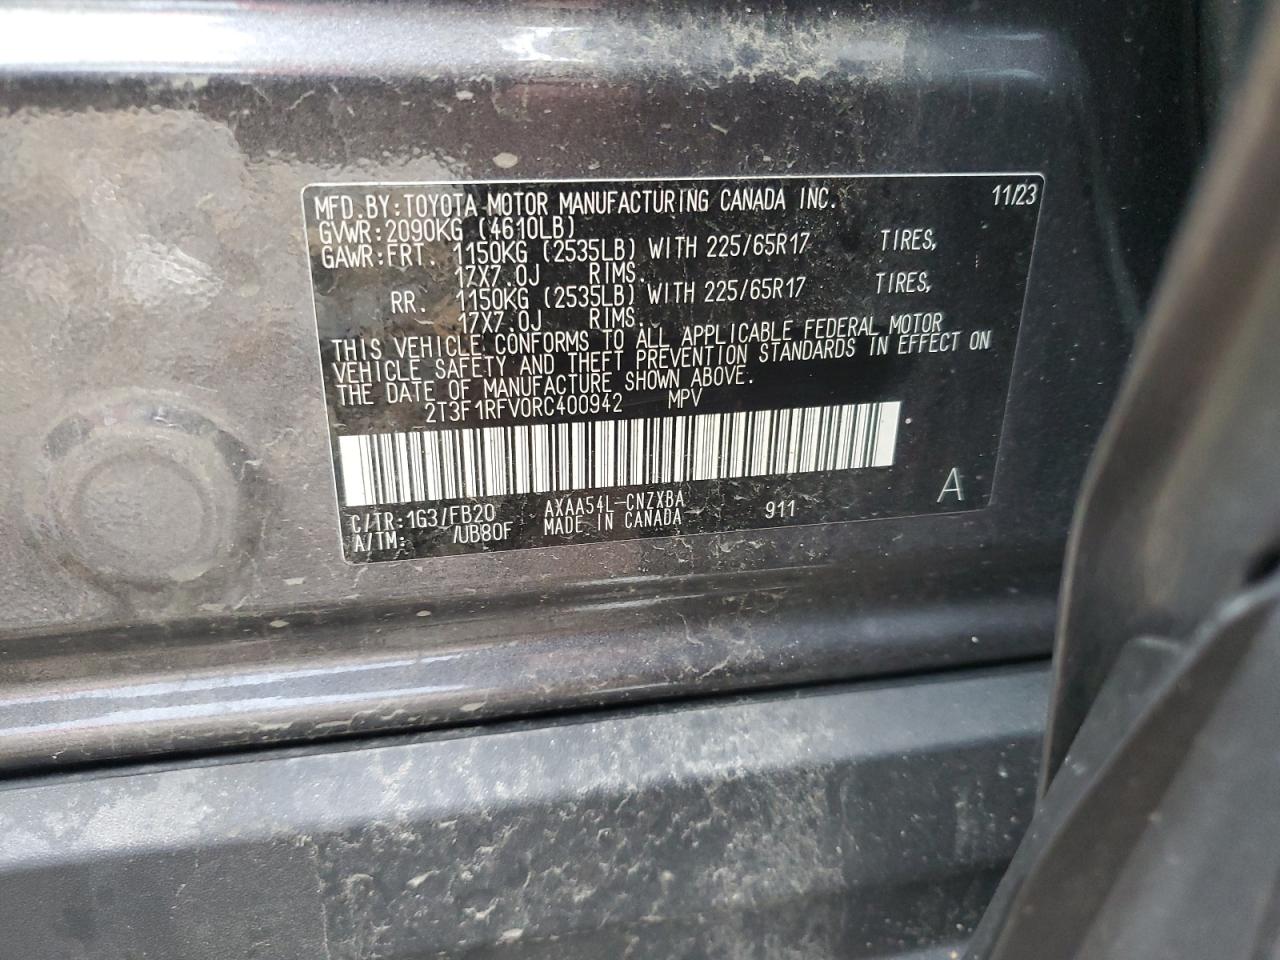 MFD.BY:TOYOTA MOTOR MANUFACTURING CANADA INC. 11/23
GVWR:2090KG (4610LB)
GAWR:FRT. 1150KG (2535LB) WITH 225/65R17 TIRES,
17X7.0J RIMS.
RR. 1150KG (2535LB) WITH 225/65R17 TIRES,
17X7.0J RIMS.
THIS VEHICLE CONFORMS TO ALL APPLICABLE FEDERAL MOTOR
VEHICLE SAFETY AND THEFT PREVENTION STANDARDS IN EFFECT ON
THE DATE OF MANUFACTURE SHOWN ABOVE.
2T3F1RFV0RC400942 MPV
C/TR:1G3/FB20 AXAA54L-CNZXBA 911 A
A/TM: /UB80F MADE IN CANADA